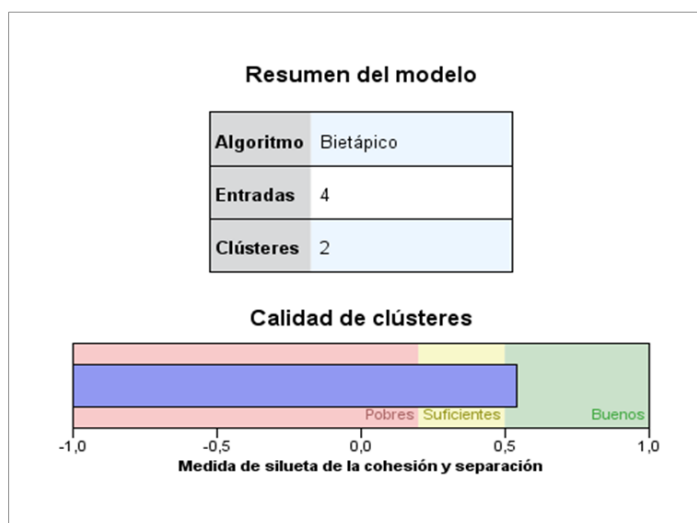 Resumen del modelo
Algoritmo Bietápico
Entradas 4
Clústeres 2
Calidad de clústeres
Pobres Suficientes Buenos
-1,0 -0,5 0,0 0,5 1,0
Medida de silueta de la cohesión y separación